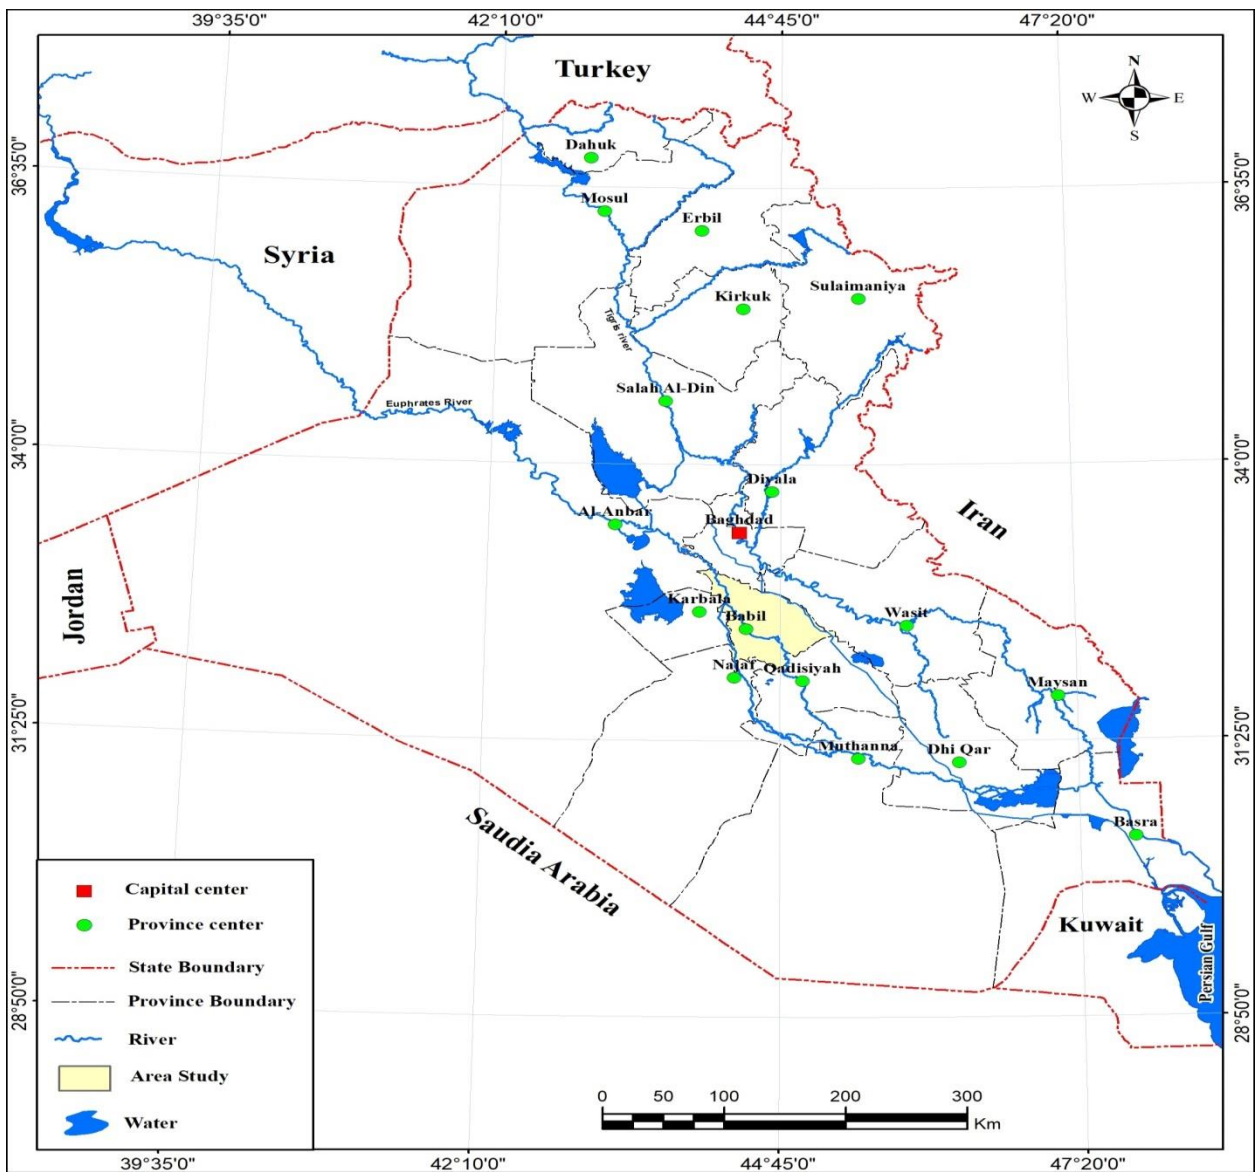 39°35'0"
42°10'0"
44°45'0"
47°20'0"
Turkey
N
W
E
S
36°35'0"
36°35'0"
Dahuk
Mosul
Erbil
Syria
Sulaimaniya
Kirkuk
Tigris river
Salah Al-Din
Euphrates River
34°0'0"
34°0'0"
Diyala
Iran
Al Anbar
Baghdad
Jordan
Karbala
Babil
Wasit
Najaf
Qadisiyah
Maysan
31°25'0"
31°25'0"
Muthanna
Dhi Qar
Basra
Saudia Arabia
Kuwait
Persian Gulf
28°50'0"
28°50'0"
Capital center
Province center
State Boundary
Province Boundary
River
Area Study
Water
0
50
100
200
300
Km
39°35'0"
42°10'0"
44°45'0"
47°20'0"